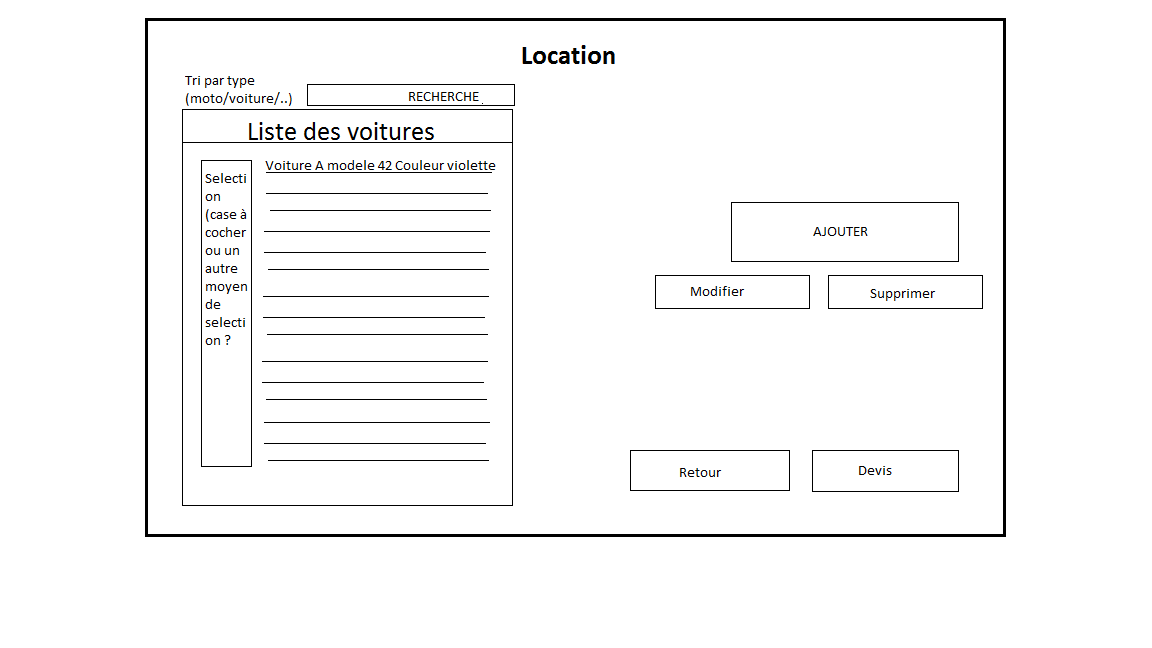 Location
Tri par type
(moto/voiture/..)
RECHERCHE
Liste des voitures
Voiture A modele 42 Couleur violette
Selecti
on
(case à
cocher
ou un
autre
moyen
de
selecti
on ?
AJOUTER
Modifier
Supprimer
Retour
Devis